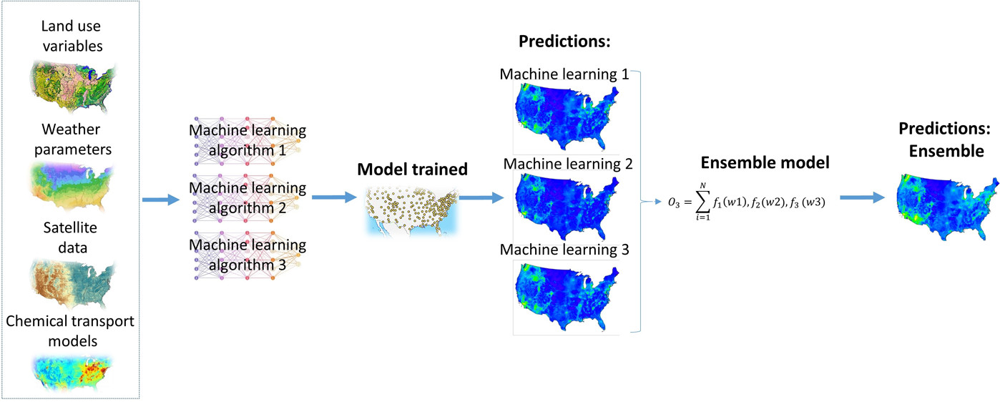 Land use
variables
Weather
parameters
Satellite
data
Chemical transport
models
Machine learning
algorithm 1
Machine learning
algorithm 2
Machine learning
algorithm 3
Model trained
Predictions:
Machine learning 1
Machine learning 2
Machine learning 3
Ensemble model
O₃ = ∑ᵢ₌₁ᴺ f₁(w1), f₂(w2), f₃ (w3)
Predictions:
Ensemble